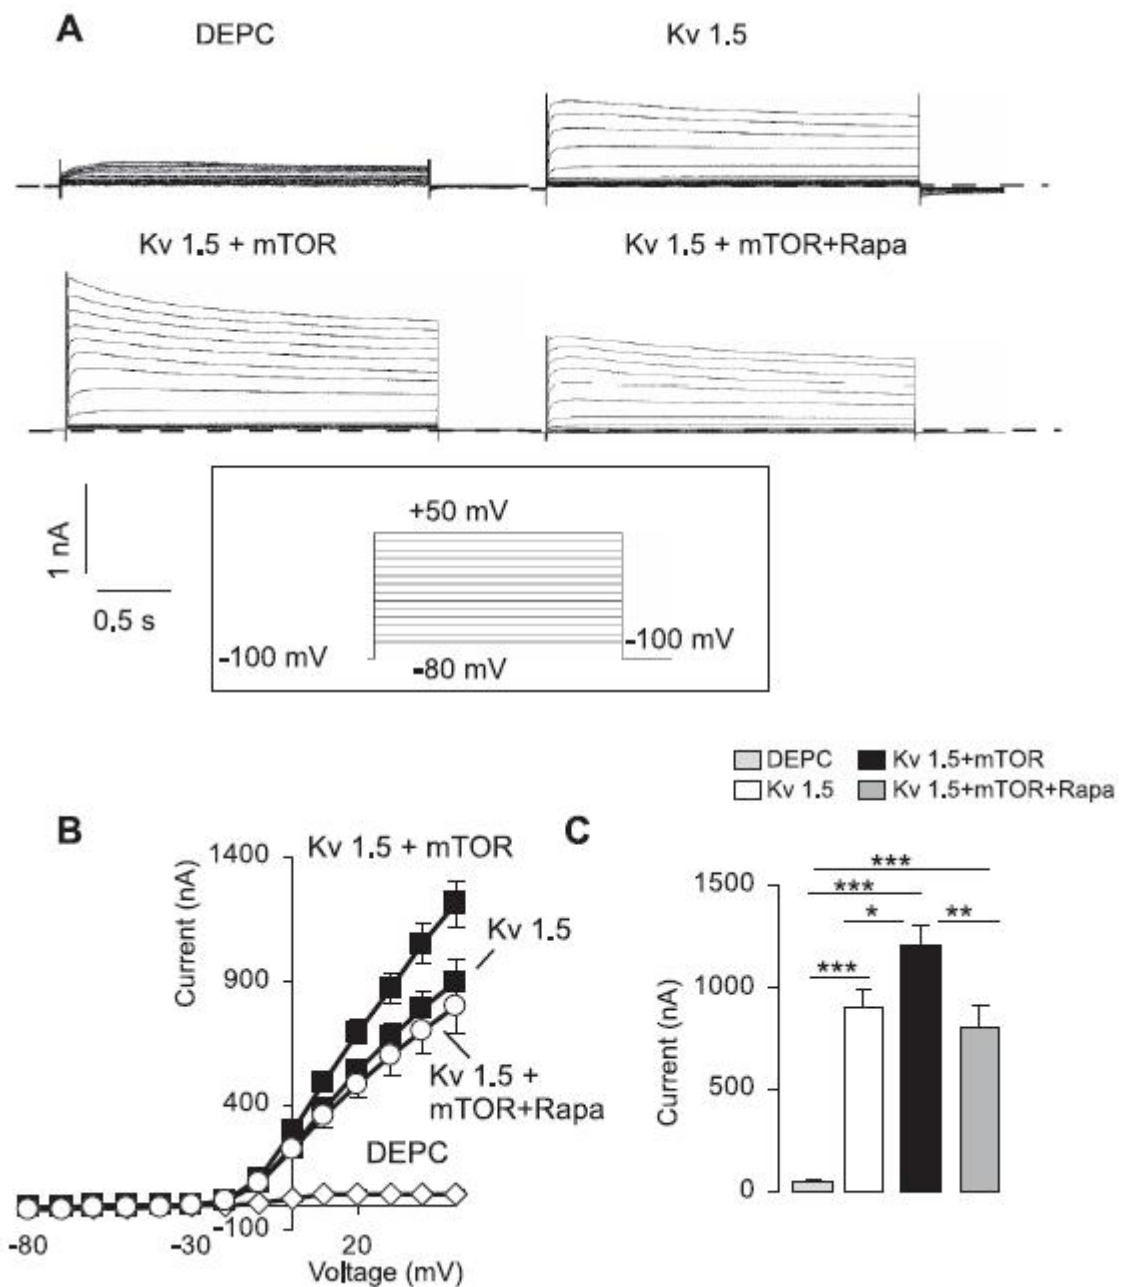 A
DEPC
Kv 1.5
Kv 1.5 + mTOR
Kv 1.5 + mTOR+Rapa
1 nA
0.5 s
+50 mV
-100 mV
-80 mV
-100 mV
DEPC
Kv 1.5+mTOR
Kv 1.5
Kv 1.5+mTOR+Rapa
B
Current (nA)
1400
900
400
-100
Kv 1.5 + mTOR
Kv 1.5
Kv 1.5 +
mTOR+Rapa
DEPC
-80
-30
20
Voltage (mV)
C
Current (nA)
1500
1000
500
0
***
***
*
**
***